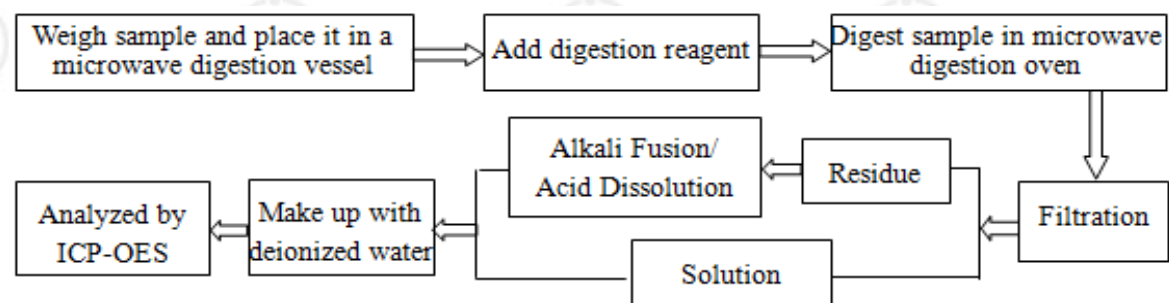 Weigh sample and place it in a
microwave digestion vessel
Add digestion reagent
Digest sample in microwave
digestion oven
Filtration
Residue
Solution
Alkali Fusion/
Acid Dissolution
Make up with
deionized water
Analyzed by
ICP-OES